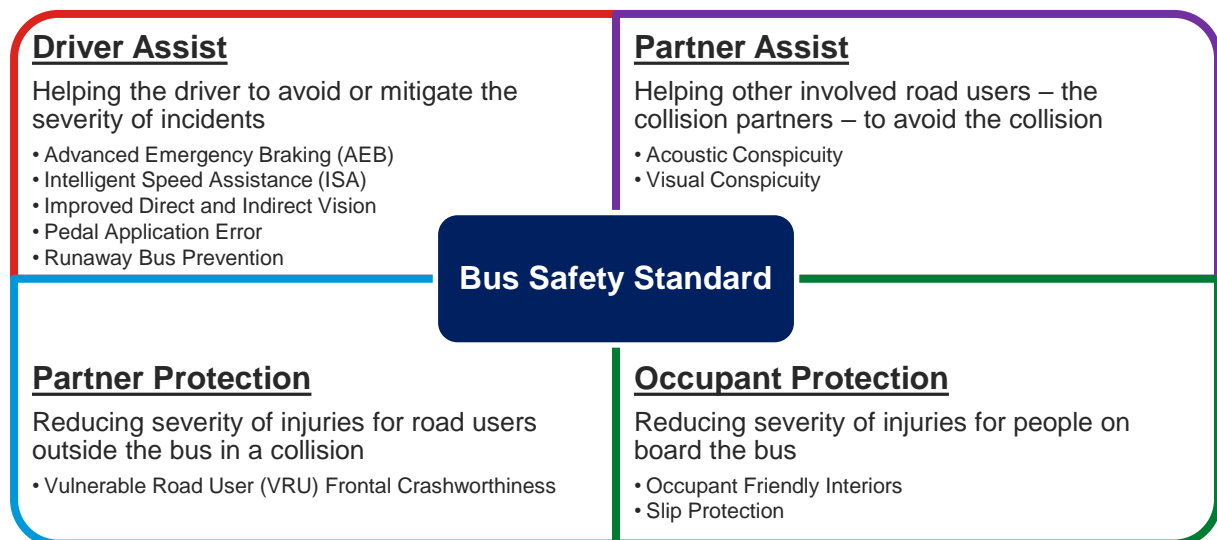 Driver Assist
Helping the driver to avoid or mitigate the
severity of incidents
• Advanced Emergency Braking (AEB)
• Intelligent Speed Assistance (ISA)
• Improved Direct and Indirect Vision
• Pedal Application Error
• Runaway Bus Prevention
Partner Assist
Helping other involved road users – the
collision partners – to avoid the collision
• Acoustic Conspicuity
• Visual Conspicuity
Bus Safety Standard
Partner Protection
Reducing severity of injuries for road users
outside the bus in a collision
• Vulnerable Road User (VRU) Frontal Crashworthiness
Occupant Protection
Reducing severity of injuries for people on
board the bus
• Occupant Friendly Interiors
• Slip Protection